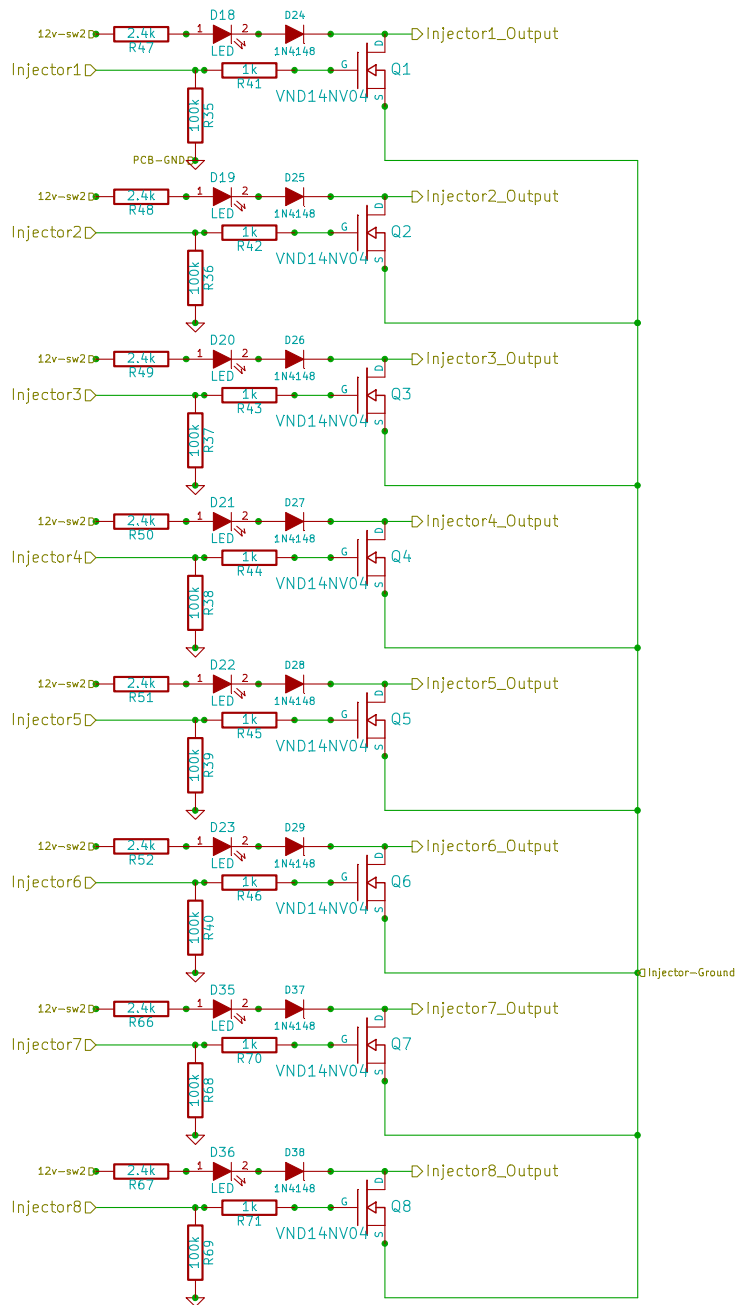 D18 D24
12v-sw2 2.4k 1 2 Injector1_Output
R47 LED 1N4148 D
Injector1 1k G Q1
R41
VND14NV04 S
100k R35
PCB-GND
D19 D25
12v-sw2 2.4k 1 2 Injector2_Output
R48 LED 1N4148 D
Injector2 1k G Q2
R42
VND14NV04 S
100k R36
D20 D26
12v-sw2 2.4k 1 2 Injector3_Output
R49 LED 1N4148 D
Injector3 1k G Q3
R43
VND14NV04 S
100k R37
D21 D27
12v-sw2 2.4k 1 2 Injector4_Output
R50 LED 1N4148 D
Injector4 1k G Q4
R44
VND14NV04 S
100k R38
D22 D28
12v-sw2 2.4k 1 2 Injector5_Output
R51 LED 1N4148 D
Injector5 1k G Q5
R45
VND14NV04 S
100k R39
D23 D29
12v-sw2 2.4k 1 2 Injector6_Output
R52 LED 1N4148 D
Injector6 1k G Q6
R46
VND14NV04 S
100k R40
Injector-Ground
D35 D37
12v-sw2 2.4k 1 2 Injector7_Output
R66 LED 1N4148 D
Injector7 1k G Q7
R70
VND14NV04 S
100k R68
D36 D38
12v-sw2 2.4k 1 2 Injector8_Output
R67 LED 1N4148 D
Injector8 1k G Q8
R71
VND14NV04 S
100k R69